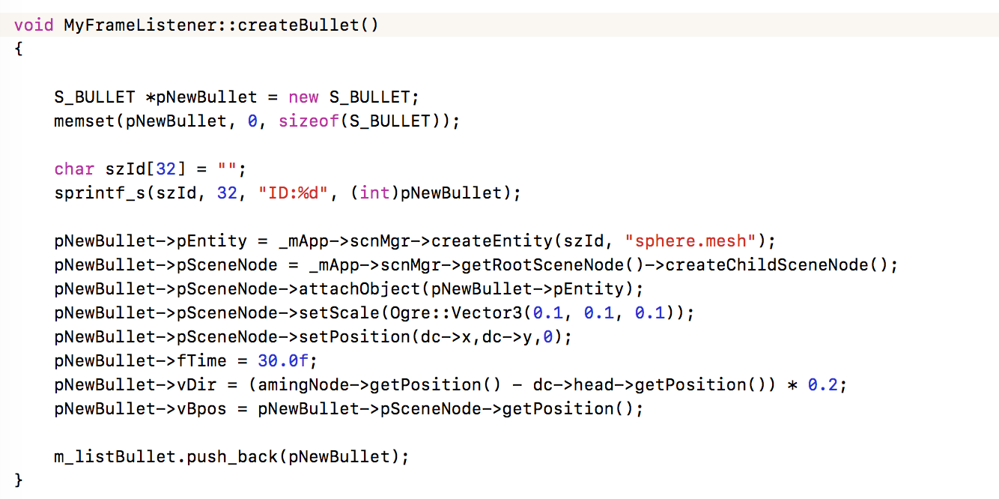 void MyFrameListener::createBullet()
{
S_BULLET *pNewBullet = new S_BULLET;
memset(pNewBullet, 0, sizeof(S_BULLET));
char szId[32] = "";
sprintf_s(szId, 32, "ID:%d", (int)pNewBullet);
pNewBullet->pEntity = _mApp->scnMgr->createEntity(szId, "sphere.mesh");
pNewBullet->pSceneNode = _mApp->scnMgr->getRootSceneNode()->createChildSceneNode();
pNewBullet->pSceneNode->attachObject(pNewBullet->pEntity);
pNewBullet->pSceneNode->setScale(Ogre::Vector3(0.1, 0.1, 0.1));
pNewBullet->pSceneNode->setPosition(dc->x,dc->y,0);
pNewBullet->fTime = 30.0f;
pNewBullet->vDir = (amingNode->getPosition() - dc->head->getPosition()) * 0.2;
pNewBullet->vBpos = pNewBullet->pSceneNode->getPosition();
m_listBullet.push_back(pNewBullet);
}